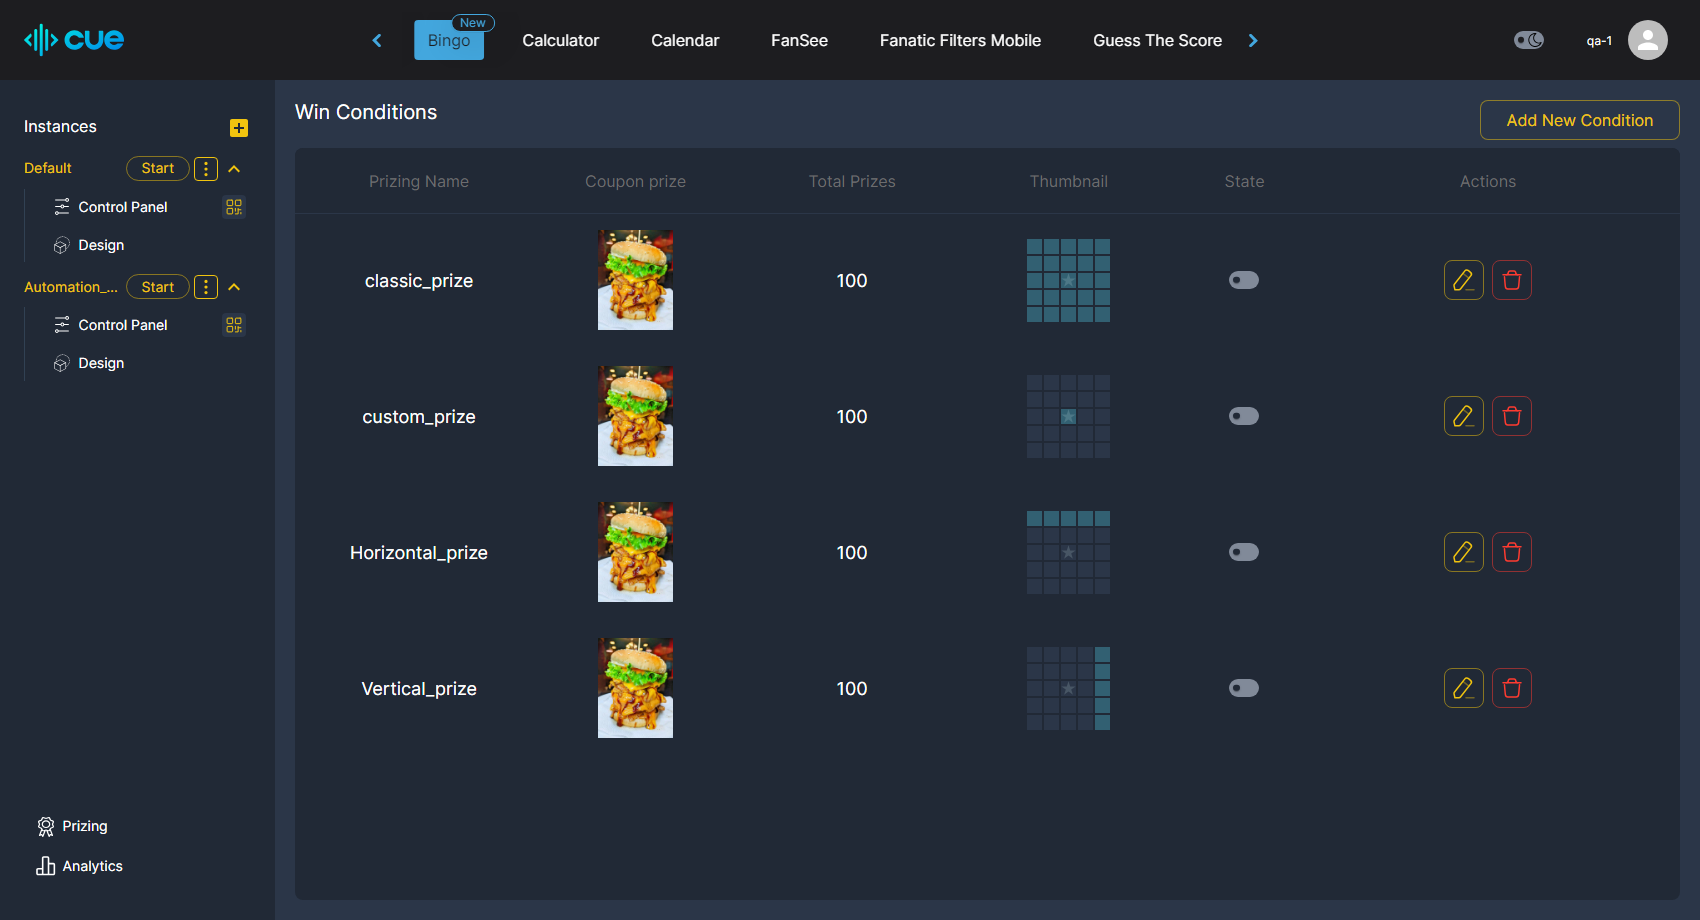 cue
New
Bingo
Calculator
Calendar
FanSee
Fanatic Filters Mobile
Guess The Score
qa-1
Instances
Default
Start
Control Panel
Design
Automation_...
Start
Control Panel
Design
Prizing
Analytics
Win Conditions
Add New Condition
Prizing Name Coupon prize Total Prizes Thumbnail State Actions
classic_prize 100
custom_prize 100
Horizontal_prize 100
Vertical_prize 100